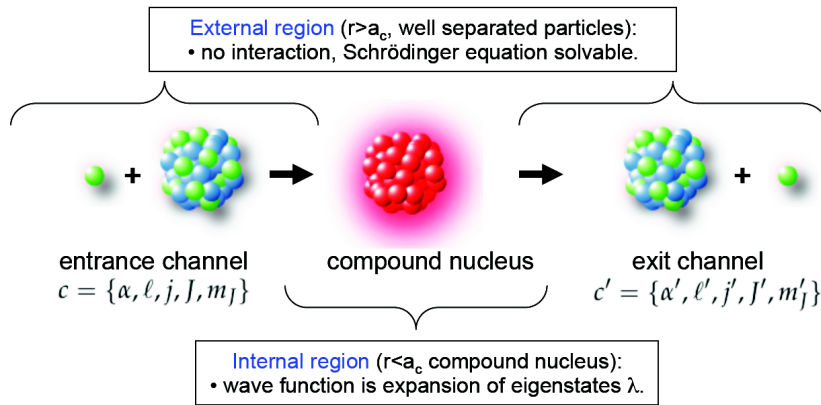 External region (r>a_c, well separated particles):
• no interaction, Schrödinger equation solvable.
+
+
entrance channel
compound nucleus
exit channel
c = {α, ℓ, j, J, m_J}
c′ = {α′, ℓ′, j′, J′, m′_J}
Internal region (r<a_c compound nucleus):
• wave function is expansion of eigenstates λ.